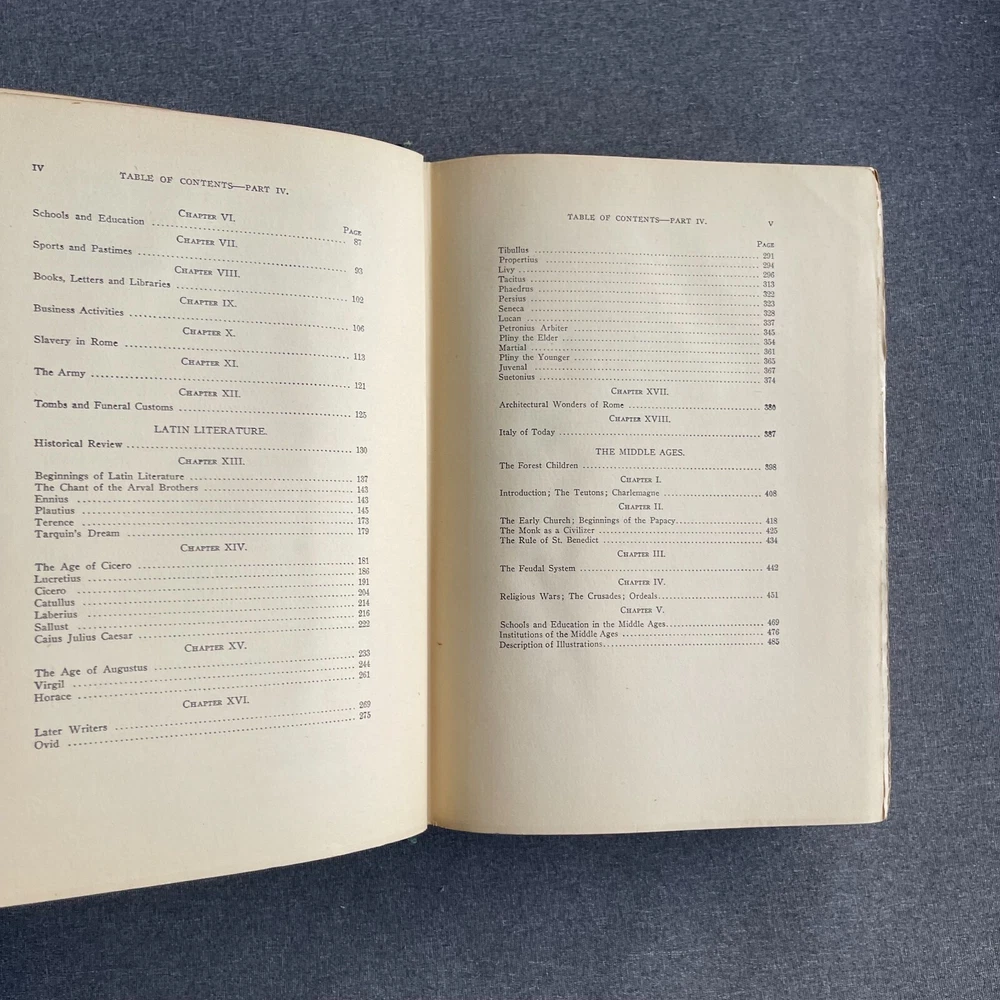 IV
TABLE OF CONTENTS—PART IV.
CHAPTER VI.
PAGE
Schools and Education 87
CHAPTER VII.
Sports and Pastimes 93
CHAPTER VIII.
Books, Letters and Libraries 102
CHAPTER IX.
Business Activities 106
CHAPTER X.
Slavery in Rome 113
CHAPTER XI.
The Army 121
CHAPTER XII.
Tombs and Funeral Customs 125
LATIN LITERATURE.
Historical Review 130
CHAPTER XIII.
Beginnings of Latin Literature 137
The Chant of the Arval Brothers 143
Ennius 143
Plautius 145
Terence 173
Tarquin's Dream 179
CHAPTER XIV.
The Age of Cicero 181
Lucretius 186
Cicero 191
Catullus 204
Laberius 214
Sallust 216
Caius Julius Caesar 222
CHAPTER XV.
The Age of Augustus 233
Virgil 244
Horace 261
CHAPTER XVI.
Later Writers 269
Ovid 275
TABLE OF CONTENTS—PART IV. V
PAGE
Tibullus 291
Propertius 294
Livy 296
Tacitus 313
Phaedrus 322
Persius 323
Seneca 328
Lucan 337
Petronius Arbiter 345
Pliny the Elder 354
Martial 361
Pliny the Younger 365
Juvenal 367
Suetonius 374
CHAPTER XVII.
Architectural Wonders of Rome 380
CHAPTER XVIII.
Italy of Today 387
THE MIDDLE AGES.
The Forest Children 398
CHAPTER I.
Introduction; The Teutons; Charlemagne 408
CHAPTER II.
The Early Church; Beginnings of the Papacy 418
The Monk as a Civilizer 425
The Rule of St. Benedict 434
CHAPTER III.
The Feudal System 442
CHAPTER IV.
Religious Wars; The Crusades; Ordeals 451
CHAPTER V.
Schools and Education in the Middle Ages 469
Institutions of the Middle Ages 476
Description of Illustrations 485